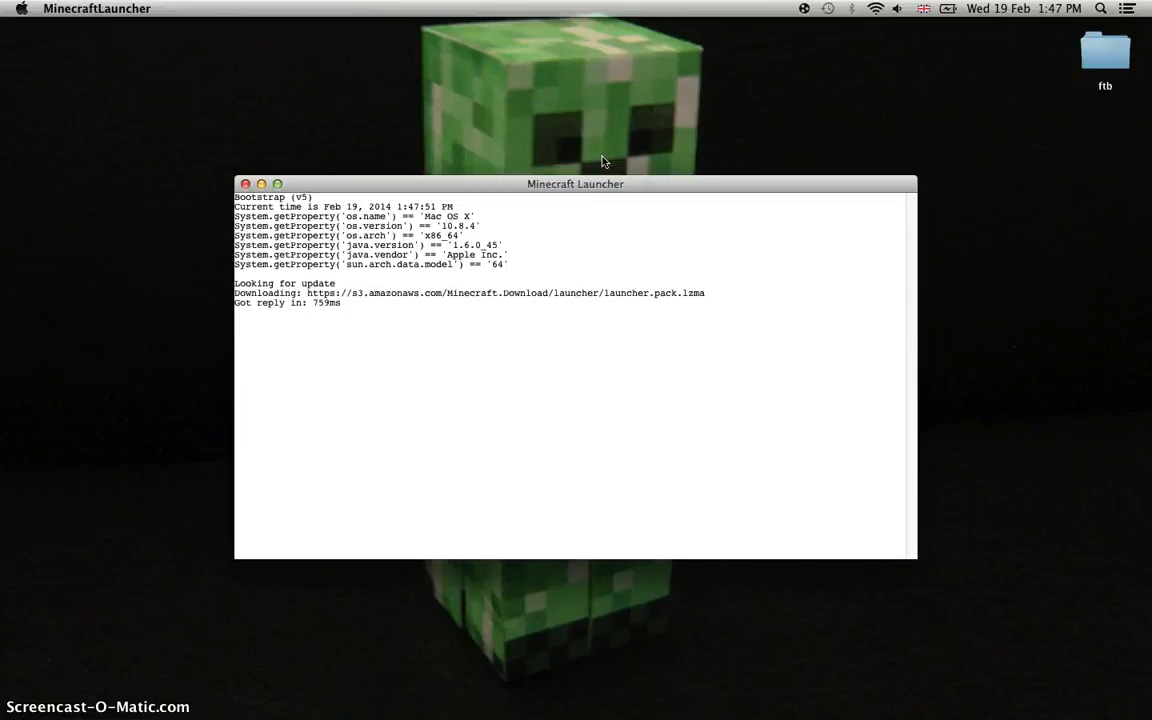 MinecraftLauncher
Wed 19 Feb 1:47 PM
ftb
Minecraft Launcher
Bootstrap (v5)
Current time is Feb 19, 2014 1:47:51 PM
System.getProperty('os.name') == 'Mac OS X'
System.getProperty('os.version') == '10.8.4'
System.getProperty('os.arch') == 'x86_64'
System.getProperty('java.version') == '1.6.0_45'
System.getProperty('java.vendor') == 'Apple Inc.'
System.getProperty('sun.arch.data.model') == '64'
Looking for update
Downloading: https://s3.amazonaws.com/Minecraft.Download/launcher/launcher.pack.lzma
Got reply in: 759ms
Screencast-O-Matic.com